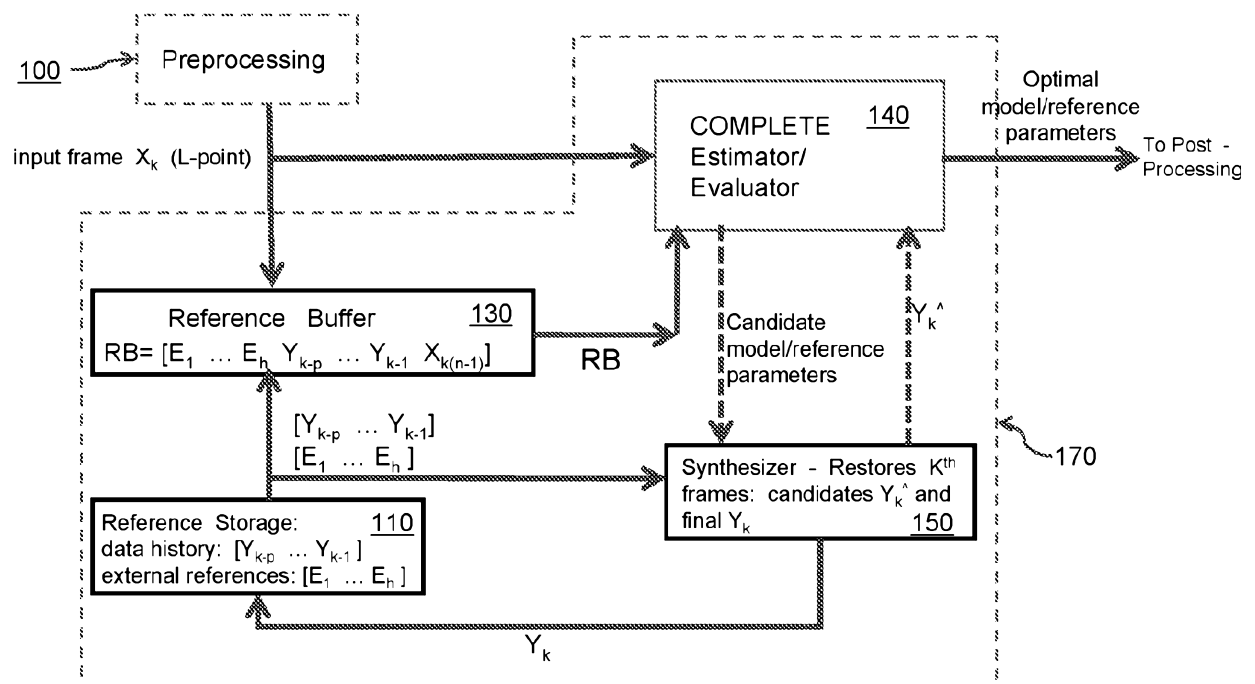 Preprocessing
100
input frame X_k (L-point)
COMPLETE 140
Estimator/
Evaluator
Optimal
model/reference
parameters
To Post -
Processing
Reference Buffer 130
RB= [E_1 ... E_h Y_k-p ... Y_k-1 X_k(n-1)]
RB
Candidate
model/reference
parameters
Y_k^
[Y_k-p ... Y_k-1]
[E_1 ... E_h ]
Synthesizer - Restores K^th
frames: candidates Y_k^ and
final Y_k 150
170
Reference Storage: 110
data history: [Y_k-p ... Y_k-1 ]
external references: [E_1 ... E_h ]
Y_k